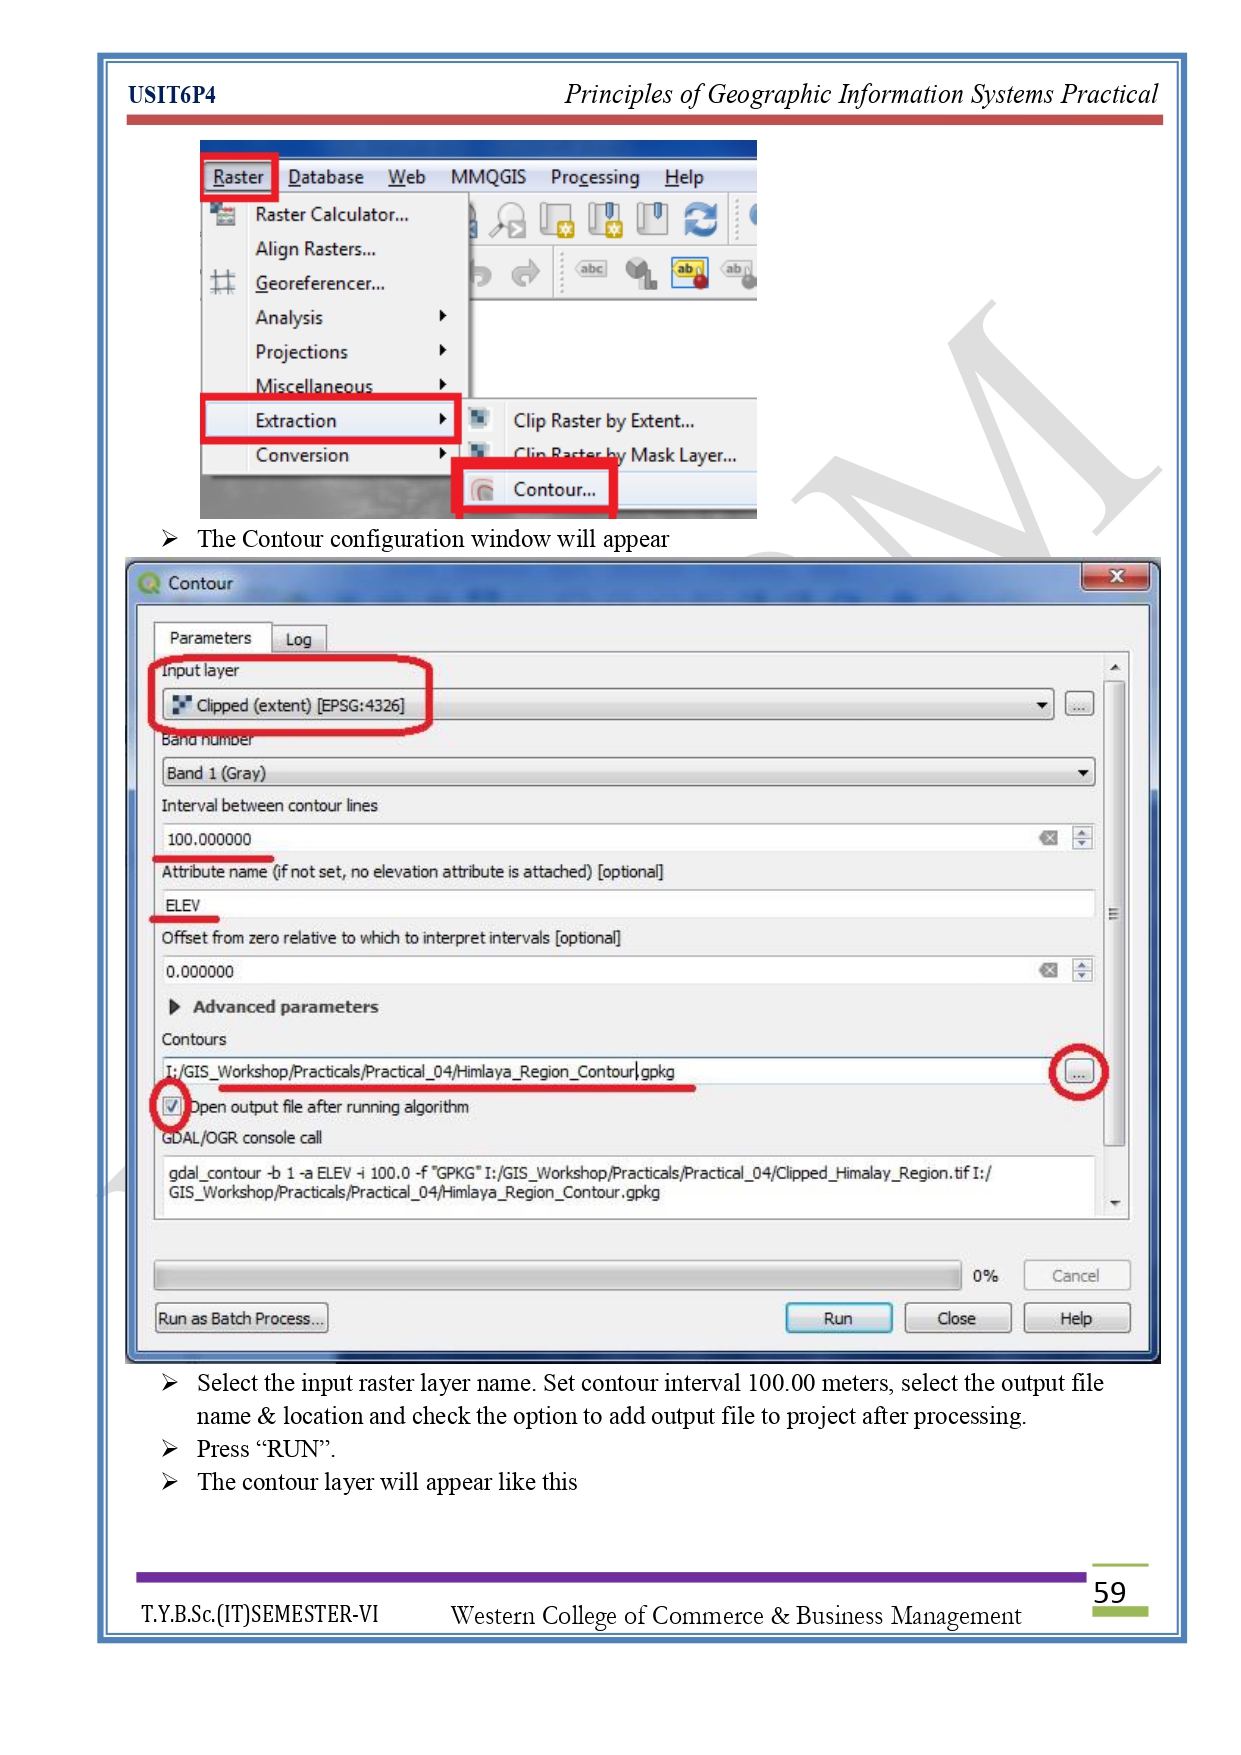 USIT6P4 Principles of Geographic Information Systems Practical
Raster Database Web MMQGIS Processing Help
Raster Calculator...
Align Rasters...
Georeferencer...
abc ab ab
Analysis
Projections
Miscellaneous
Extraction
Clip Raster by Extent...
Conversion
Clip Raster by Mask Layer...
Contour...
➢ The Contour configuration window will appear
Contour
Parameters Log
Input layer
Clipped (extent) [EPSG:4326] ...
Band number
Band 1 (Gray)
Interval between contour lines
100.000000
Attribute name (if not set, no elevation attribute is attached) [optional]
ELEV
Offset from zero relative to which to interpret intervals [optional]
0.000000
Advanced parameters
Contours
I:/GIS_Workshop/Practicals/Practical_04/Himlaya_Region_Contour.gpkg ...
Open output file after running algorithm
GDAL/OGR console call
gdal_contour -b 1 -a ELEV -i 100.0 -f "GPKG" I:/GIS_Workshop/Practicals/Practical_04/Clipped_Himalay_Region.tif I:/
GIS_Workshop/Practicals/Practical_04/Himlaya_Region_Contour.gpkg
0% Cancel
Run as Batch Process... Run Close Help
➢ Select the input raster layer name. Set contour interval 100.00 meters, select the output file
name & location and check the option to add output file to project after processing.
➢ Press “RUN”.
➢ The contour layer will appear like this
59
T.Y.B.Sc.(IT)SEMESTER-VI Western College of Commerce & Business Management